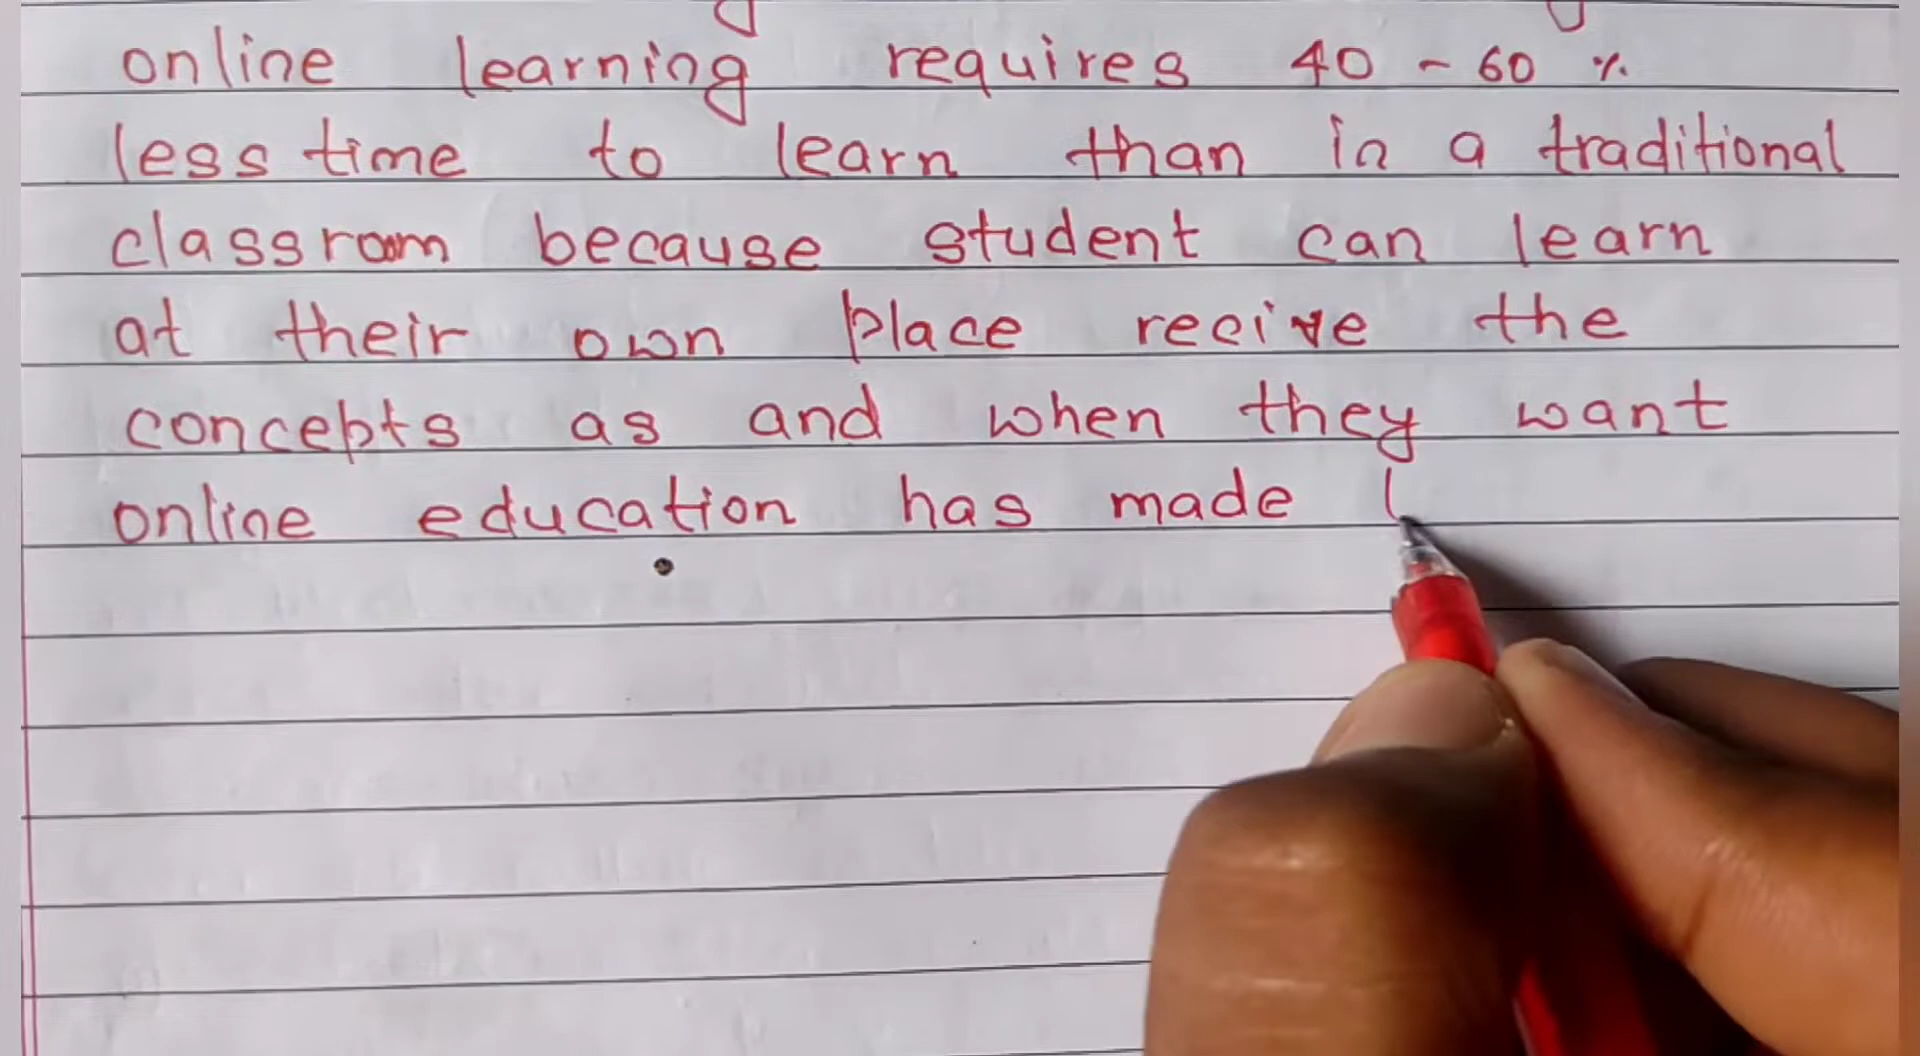 online learning requires 40 - 60 %
less time to learn than in a traditional
classroom because student can learn
at their own place recive the
concepts as and when they want
online education has made l